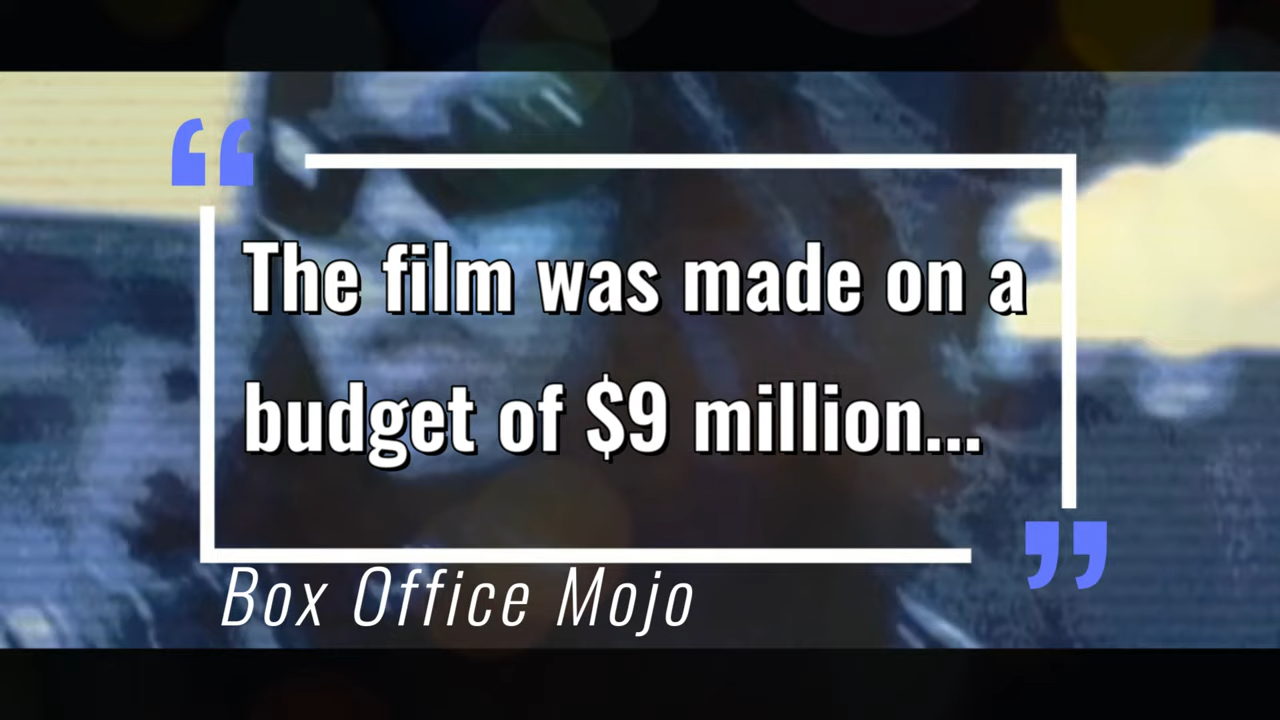 “
The film was made on a
budget of $9 million...
”
Box Office Mojo